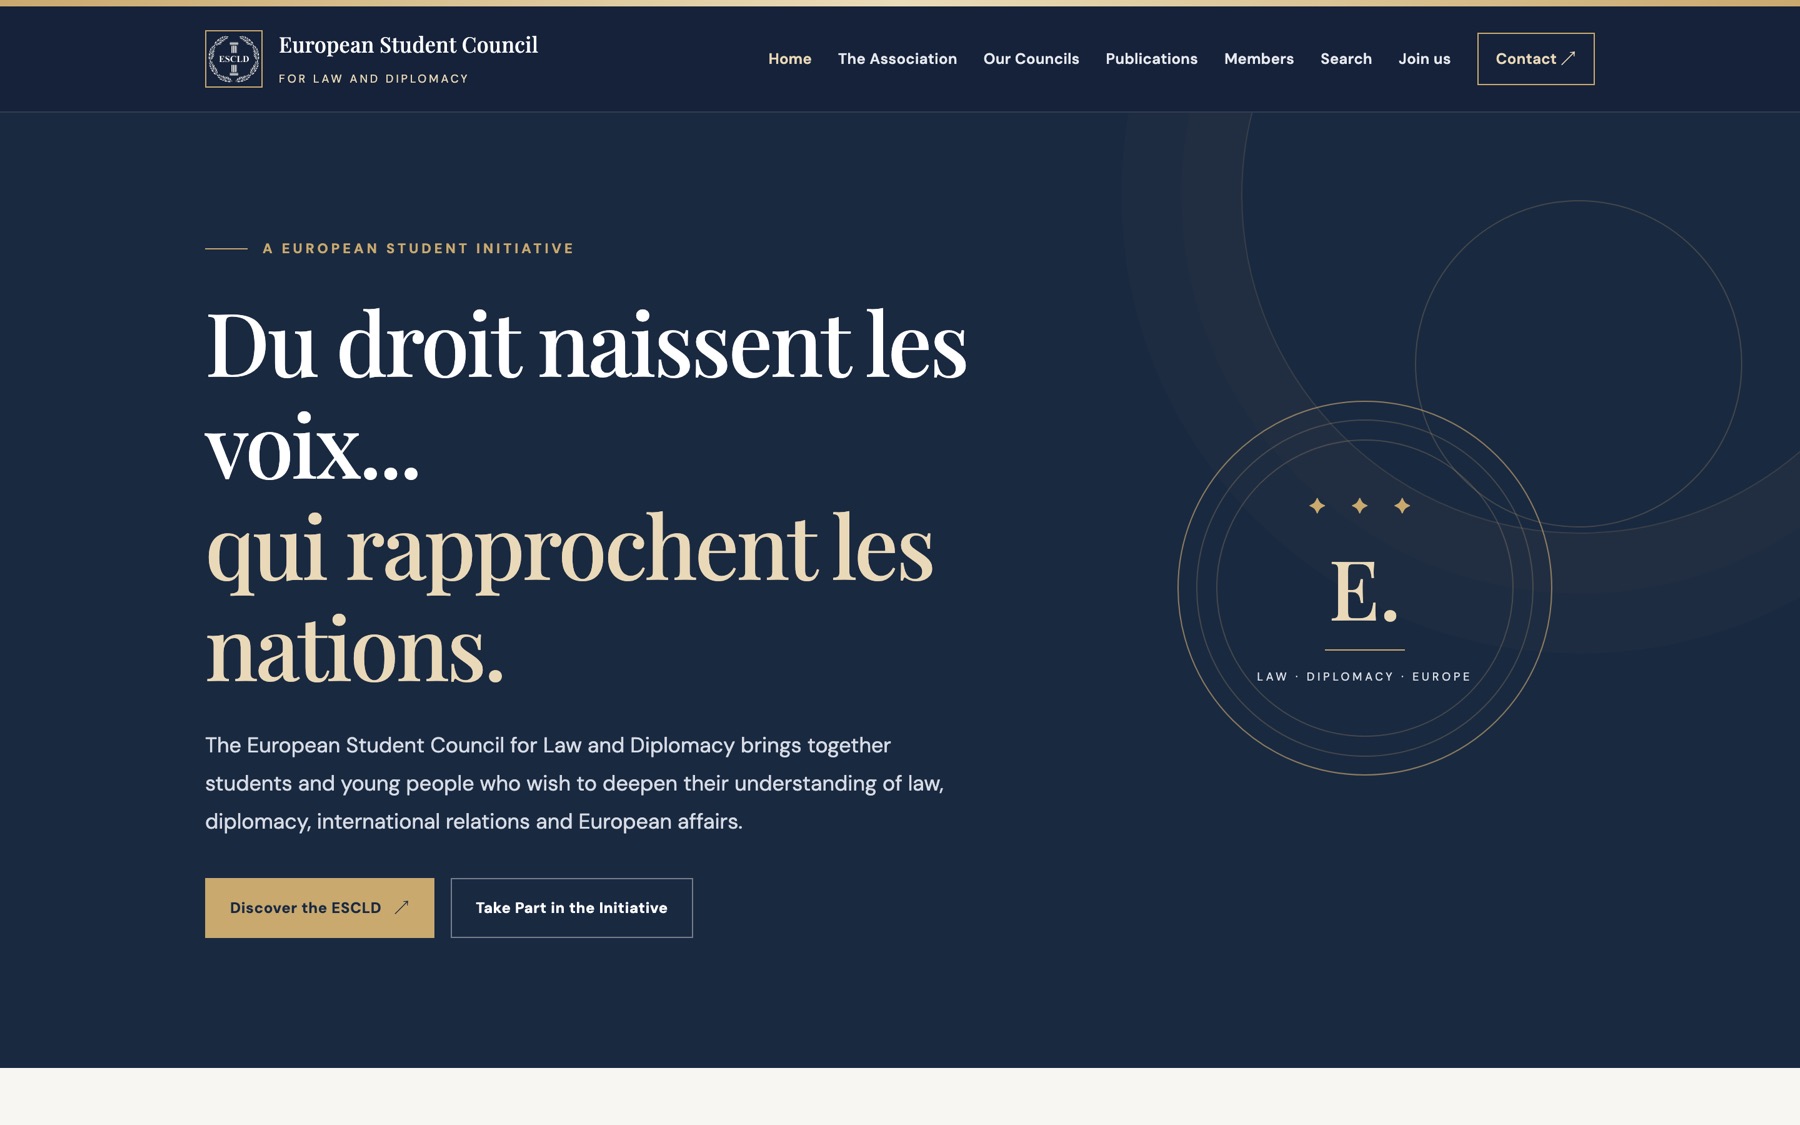 ESCLD
European Student Council
FOR LAW AND DIPLOMACY
Home
The Association
Our Councils
Publications
Members
Search
Join us
Contact
A EUROPEAN STUDENT INITIATIVE
Du droit naissent les
voix...
qui rapprochent les
nations.
The European Student Council for Law and Diplomacy brings together
students and young people who wish to deepen their understanding of law,
diplomacy, international relations and European affairs.
Discover the ESCLD
Take Part in the Initiative
E.
LAW · DIPLOMACY · EUROPE